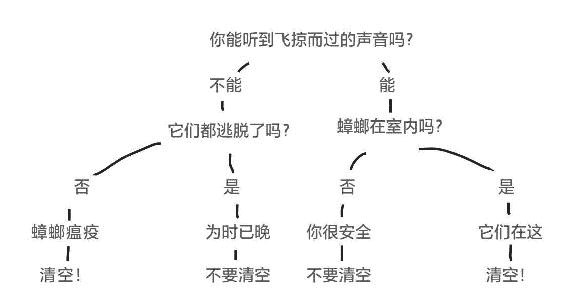 你能听到飞掠而过的声音吗?
不能
能
它们都逃脱了吗?
蟑螂在室内吗?
否
是
否
是
蟑螂瘟疫
为时已晚
你很安全
它们在这
清空!
不要清空
不要清空
清空!